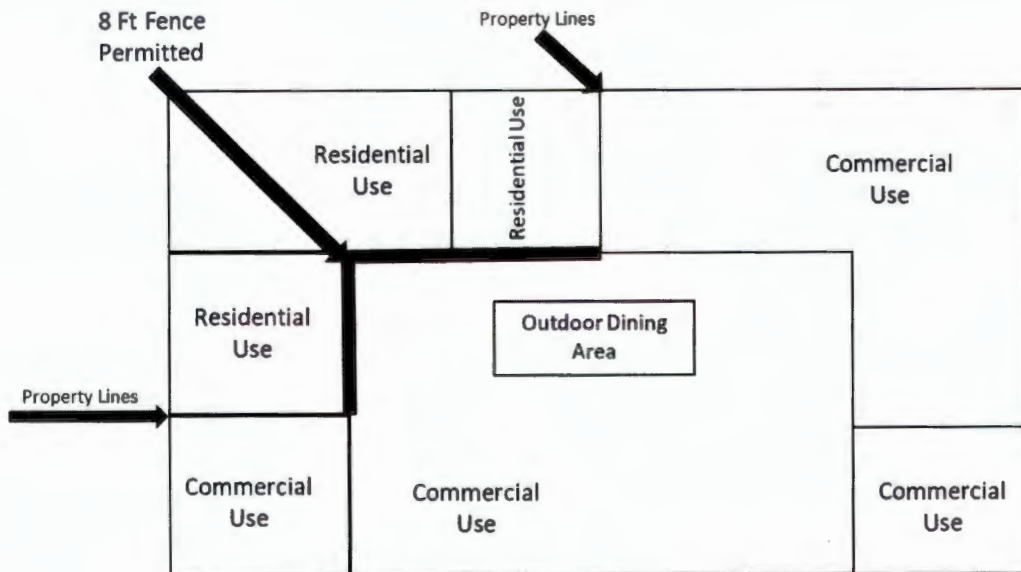 8 Ft Fence
Permitted
Property Lines
Residential
Use
Residential Use
Commercial
Use
Residential
Use
Outdoor Dining
Area
Property Lines
Commercial
Use
Commercial
Use
Commercial
Use